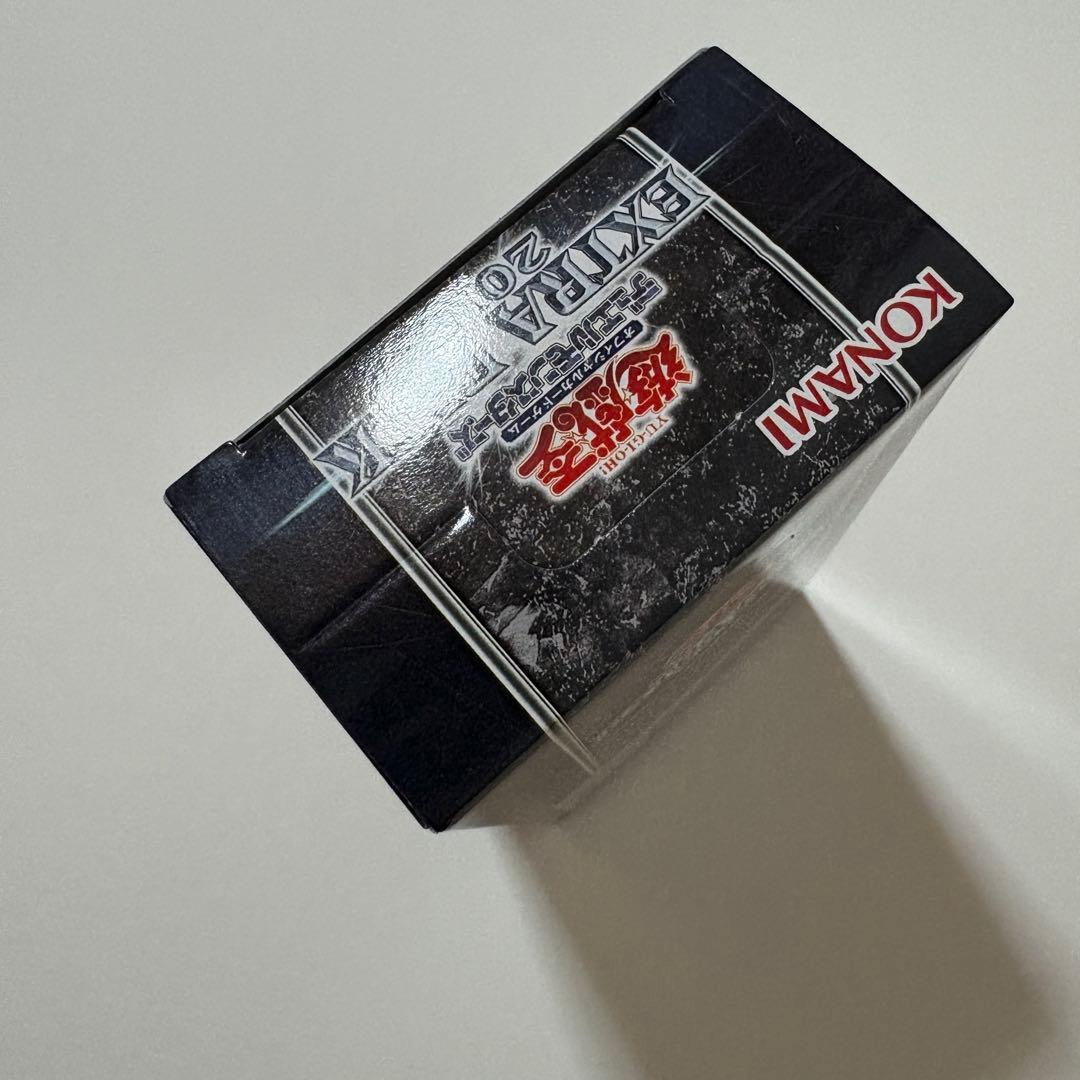 KONAMI
YU-GI-OH!
遊戯王
オフィシャルカードゲーム
デュエルモンスターズ
EXTRA
20